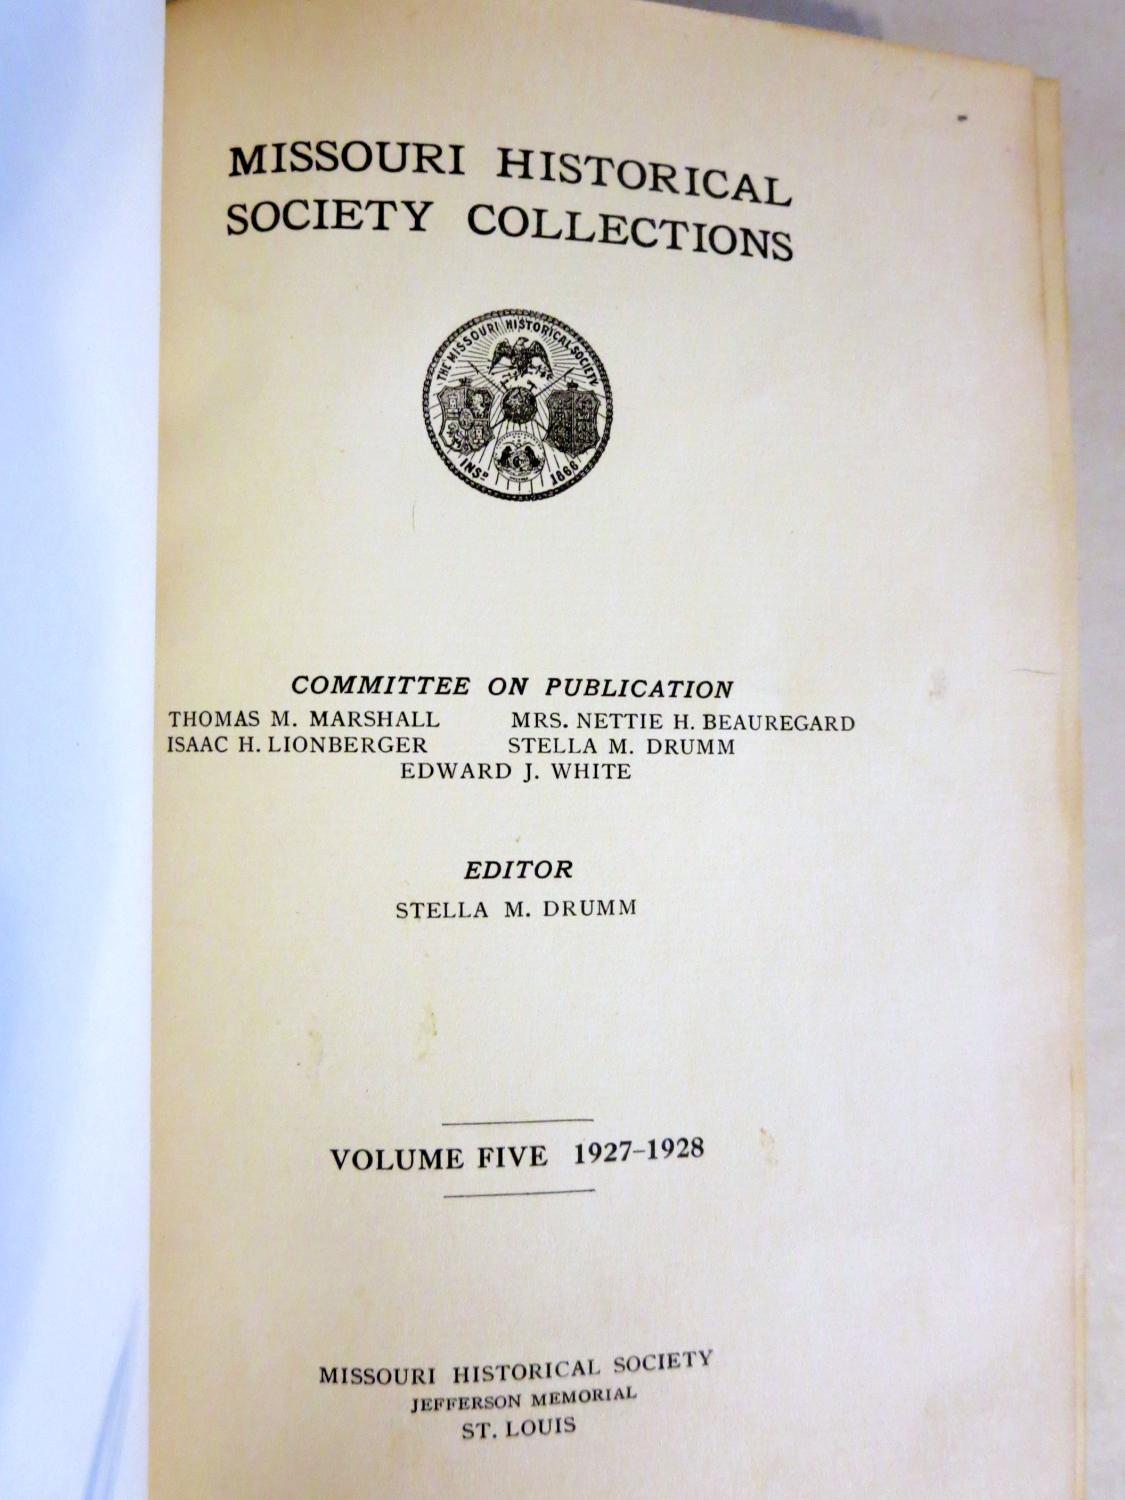 MISSOURI HISTORICAL
SOCIETY COLLECTIONS
THE MISSOURI HISTORICAL SOCIETY.
INSD 1866
COMMITTEE ON PUBLICATION
THOMAS M. MARSHALL MRS. NETTIE H. BEAUREGARD
ISAAC H. LIONBERGER STELLA M. DRUMM
EDWARD J. WHITE
EDITOR
STELLA M. DRUMM
VOLUME FIVE 1927–1928
MISSOURI HISTORICAL SOCIETY
JEFFERSON MEMORIAL
ST. LOUIS